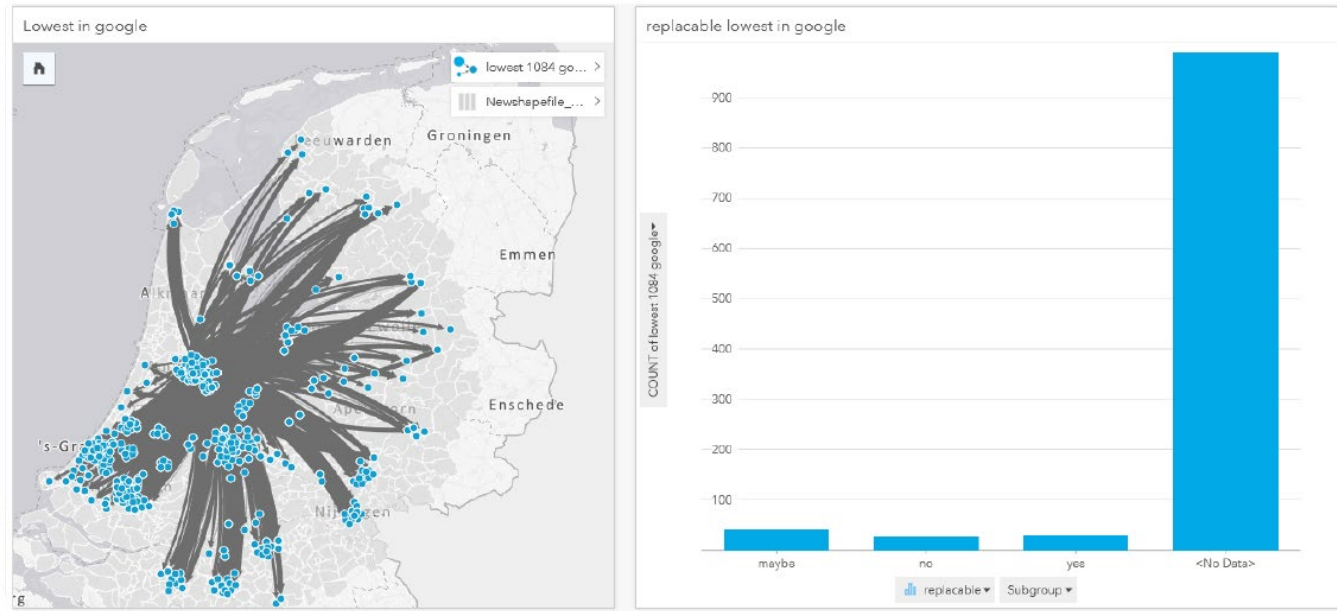 Lowest in google
lowest 1084 go... >
Newshapefile_... >
Groningen
Emmen
Enschede
's-Gra
replacable lowest in google
COUNT of lowest 1084 google
900
800
700
600
500
400
300
200
100
maybe
no
yes
<No Data>
replacable
Subgroup